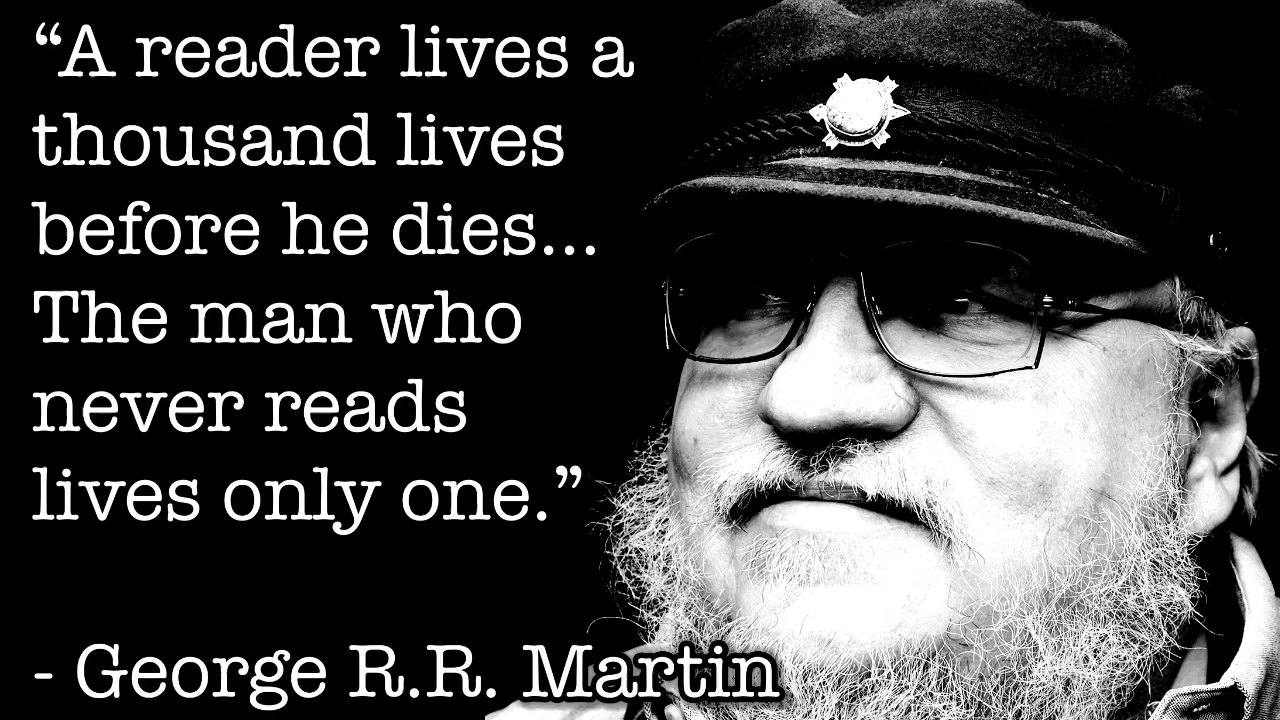 “A reader lives a
thousand lives
before he dies...
The man who
never reads
lives only one.”
- George R.R. Martin